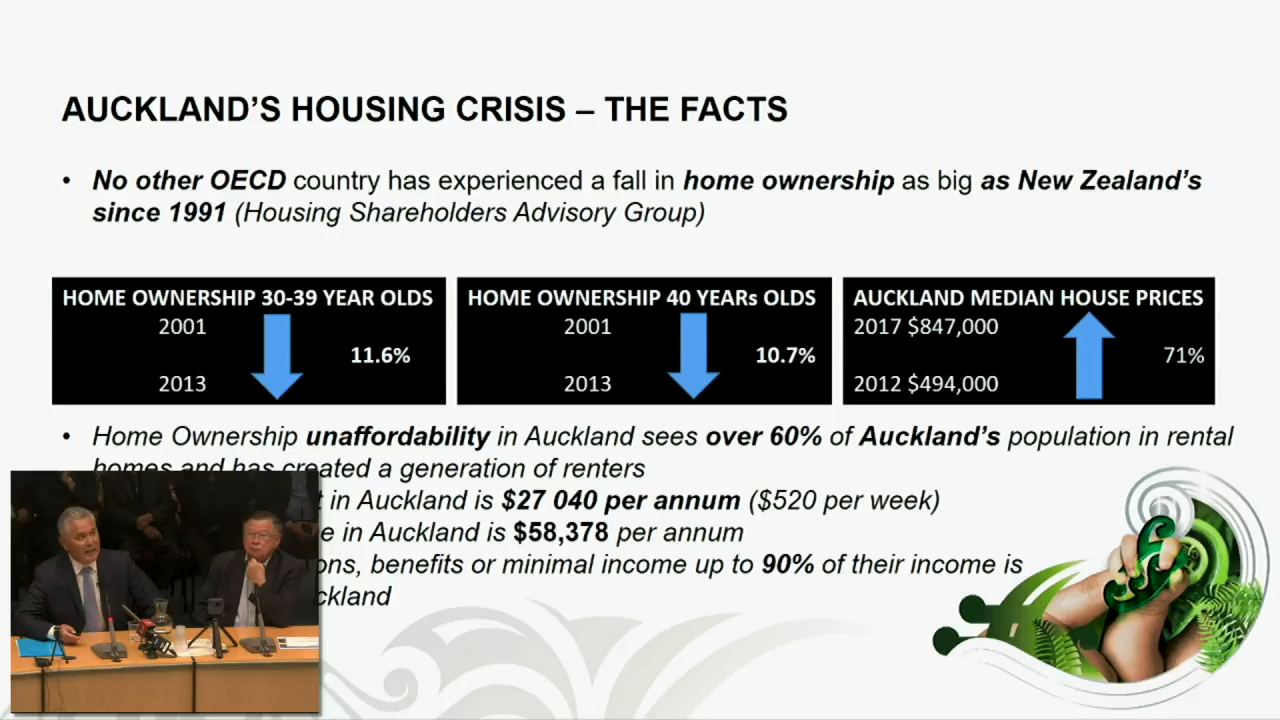 AUCKLAND’S HOUSING CRISIS – THE FACTS
• No other OECD country has experienced a fall in home ownership as big as New Zealand’s
since 1991 (Housing Shareholders Advisory Group)
HOME OWNERSHIP 30-39 YEAR OLDS
2001
11.6%
2013
HOME OWNERSHIP 40 YEARs OLDS
2001
10.7%
2013
AUCKLAND MEDIAN HOUSE PRICES
2017 $847,000
71%
2012 $494,000
• Home Ownership unaffordability in Auckland sees over 60% of Auckland’s population in rental
homes and has created a generation of renters
in Auckland is $27 040 per annum ($520 per week)
in Auckland is $58,378 per annum
benefits or minimal income up to 90% of their income is